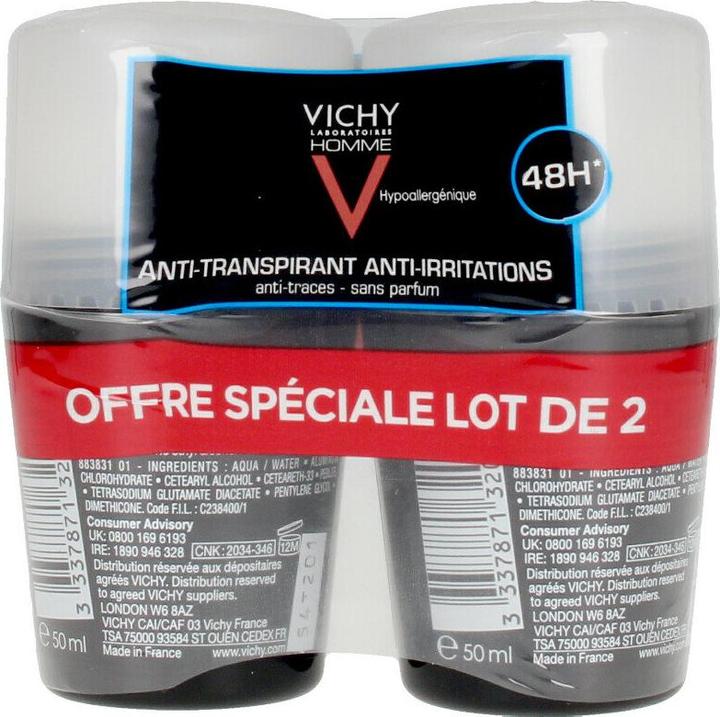 VICHY
LABORATOIRES
HOMME
Hypoallergénique
48H*
ANTI-TRANSPIRANT ANTI-IRRITATIONS
anti-traces - sans parfum
OFFRE SPÉCIALE LOT DE 2
883831 01 - INGREDIENTS : AQUA / WATER •
CHLOROHYDRATE • CETEARYL ALCOHOL • CETEARETH-33 •
• TETRASODIUM GLUTAMATE DIACETATE • PENTYLENE GLYCOL
DIMETHICONE. Code F.I.L. : C238400/1
Consumer Advisory
UK: 0800 169 6193
IRE: 1890 946 328 CNK: 2034-346 12M
Distribution réservée aux dépositaires
agréés VICHY. Distribution reserved
to agreed VICHY suppliers.
LONDON W6 8AZ
VICHY CAI/CAF 03 Vichy France
TSA 75000 93584 ST OUEN CEDEX FR
Made in France www.vichy.com
e 50 ml
3 337871 32
883831 01 - INGREDIENTS : AQUA / WATER
CHLOROHYDRATE • CETEARYL ALCOHOL • CETEARETH-33
• TETRASODIUM GLUTAMATE DIACETATE • PENTYLENE
DIMETHICONE. Code F.I.L. : C238400/1
Consumer Advisory
UK: 0800 169 6193
IRE: 1890 946 328 CNK: 2034-346
Distribution réservée aux dépositaires
agréés VICHY. Distribution reserved
to agreed VICHY suppliers.
LONDON W6 8AZ
VICHY CAI/CAF 03 Vichy France
TSA 75000 93584 ST OUEN CEDEX
Made in France www.vichy
e 50 ml
3 337871 320